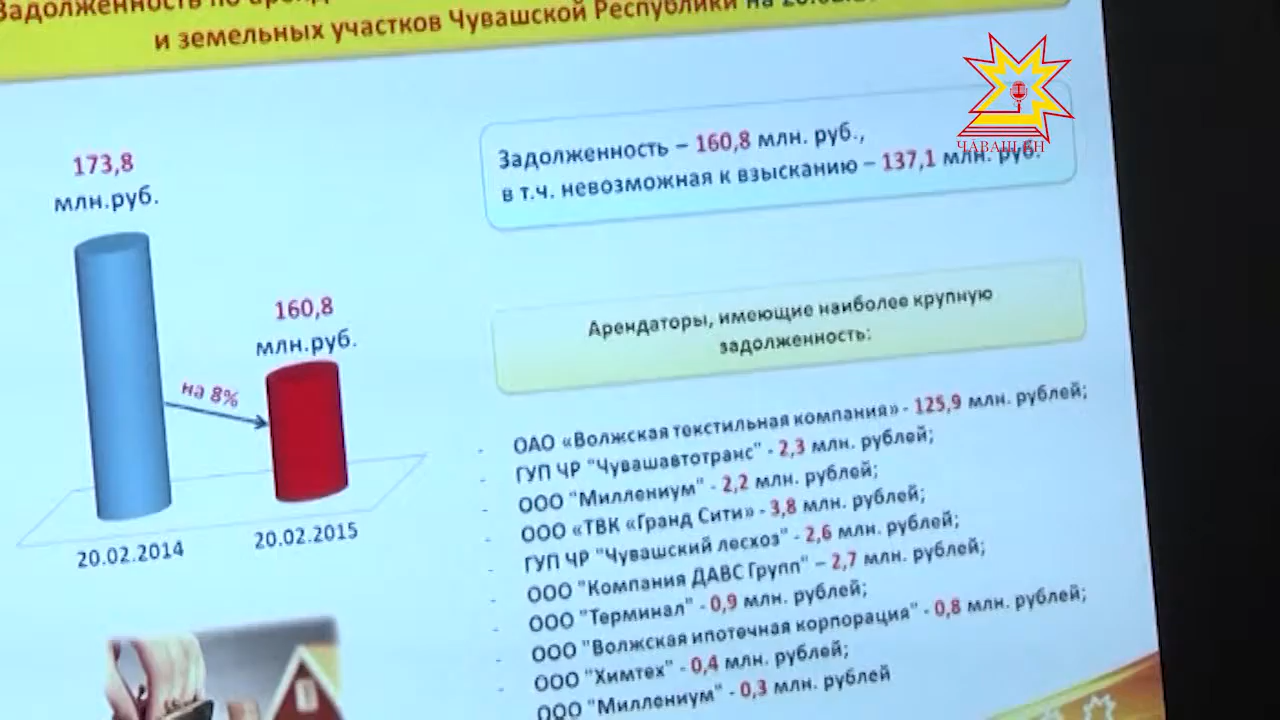 Задолженность по
и земельных участков Чувашской Республики на
173,8
млн.руб.
160,8
млн.руб.
на 8%
20.02.2014
20.02.2015
ЧӐВАШ ЕН
Задолженность – 160,8 млн. руб.,
в т.ч. невозможная к взысканию – 137,1 млн. руб.
Арендаторы, имеющие наиболее крупную
задолженность:
- ОАО «Волжская текстильная компания» - 125,9 млн. рублей;
- ГУП ЧР "Чувашавтотранс" - 2,3 млн. рублей;
- ООО "Миллениум" - 2,2 млн. рублей;
- ООО «ТВК «Гранд Сити» - 3,8 млн. рублей;
- ГУП ЧР "Чувашский лесхоз" - 2,6 млн. рублей;
- ООО "Компания ДАВС Групп" – 2,7 млн. рублей;
- ООО "Терминал" - 0,9 млн. рублей;
- ООО "Волжская ипотечная корпорация" - 0,8 млн. рублей;
- ООО "Химтех" - 0,4 млн. рублей;
ООО "Миллениум" - 0,3 млн. рублей